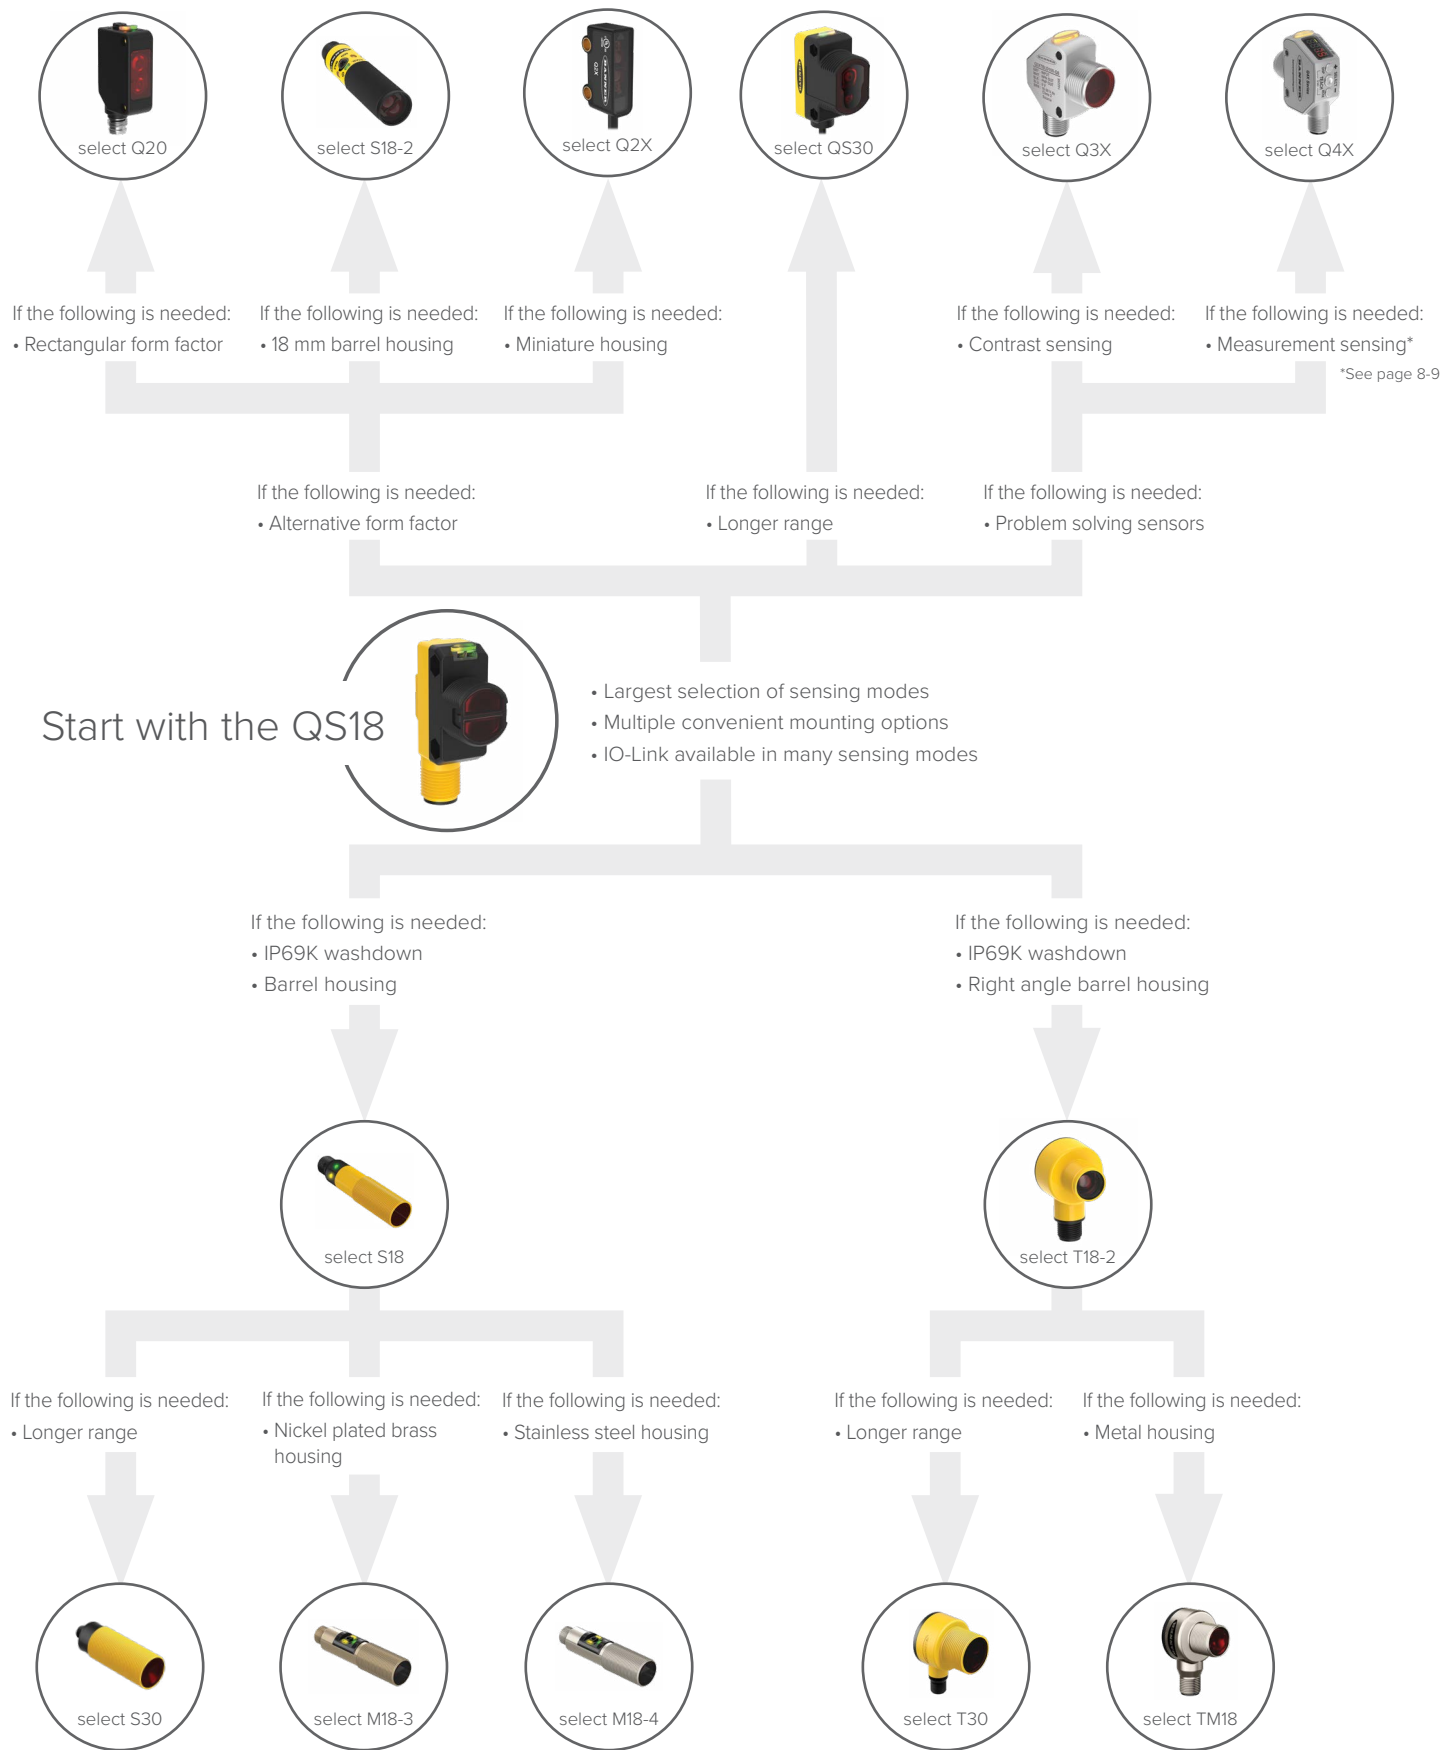 select Q20
select S18-2
select Q2X
select QS30
select Q3X
select Q4X
If the following is needed:
• Rectangular form factor
If the following is needed:
• 18 mm barrel housing
If the following is needed:
• Miniature housing
If the following is needed:
• Contrast sensing
If the following is needed:
• Measurement sensing*
*See page 8-9
If the following is needed:
• Alternative form factor
If the following is needed:
• Longer range
If the following is needed:
• Problem solving sensors
Start with the QS18
• Largest selection of sensing modes
• Multiple convenient mounting options
• IO-Link available in many sensing modes
If the following is needed:
• IP69K washdown
• Barrel housing
If the following is needed:
• IP69K washdown
• Right angle barrel housing
select S18
select T18-2
If the following is needed:
• Longer range
If the following is needed:
• Nickel plated brass
housing
If the following is needed:
• Stainless steel housing
If the following is needed:
• Longer range
If the following is needed:
• Metal housing
select S30
select M18-3
select M18-4
select T30
select TM18